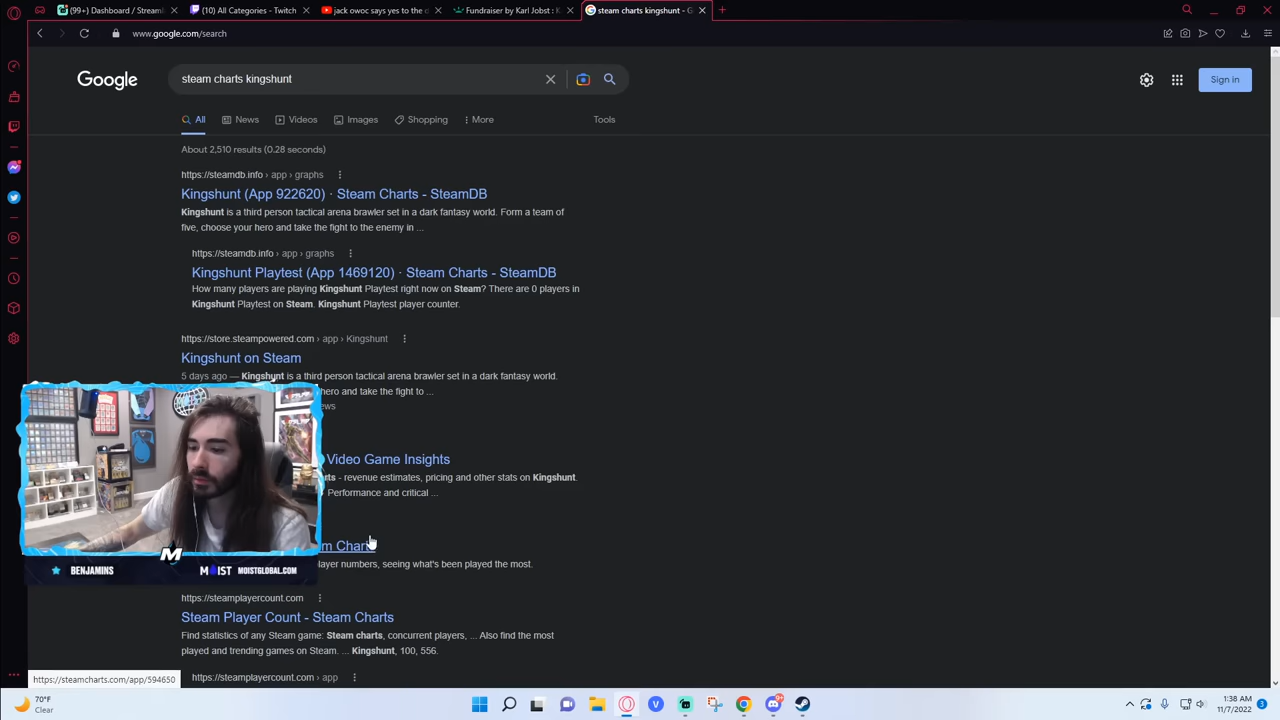 (99+) Dashboard / Streamla
(10) All Categories - Twitch
jack owoc says yes to the d
Fundraiser by Karl Jobst : K
steam charts kingshunt - G
www.google.com/search
Google
steam charts kingshunt
Sign in
All
News
Videos
Images
Shopping
More
Tools
About 2,510 results (0.28 seconds)
https://steamdb.info › app › graphs
Kingshunt (App 922620) · Steam Charts - SteamDB
Kingshunt is a third person tactical arena brawler set in a dark fantasy world. Form a team of
five, choose your hero and take the fight to the enemy in ...
https://steamdb.info › app › graphs
Kingshunt Playtest (App 1469120) · Steam Charts - SteamDB
How many players are playing Kingshunt Playtest right now on Steam? There are 0 players in
Kingshunt Playtest on Steam. Kingshunt Playtest player counter.
https://store.steampowered.com › app › Kingshunt
Kingshunt on Steam
5 days ago — Kingshunt is a third person tactical arena brawler set in a dark fantasy world.
hero and take the fight to ...
ews
Video Game Insights
rts - revenue estimates, pricing and other stats on Kingshunt.
Performance and critical ...
m Charts
layer numbers, seeing what's been played the most.
BENJAMINS
MOIST
MOISTGLOBAL.COM
https://steamplayercount.com
Steam Player Count - Steam Charts
Find statistics of any Steam game: Steam charts, concurrent players, ... Also find the most
played and trending games on Steam. ... Kingshunt, 100, 556.
https://steamplayercount.com › app
https://steamcharts.com/app/594650
70°F
Clear
9+
1:38 AM
11/7/2022
3